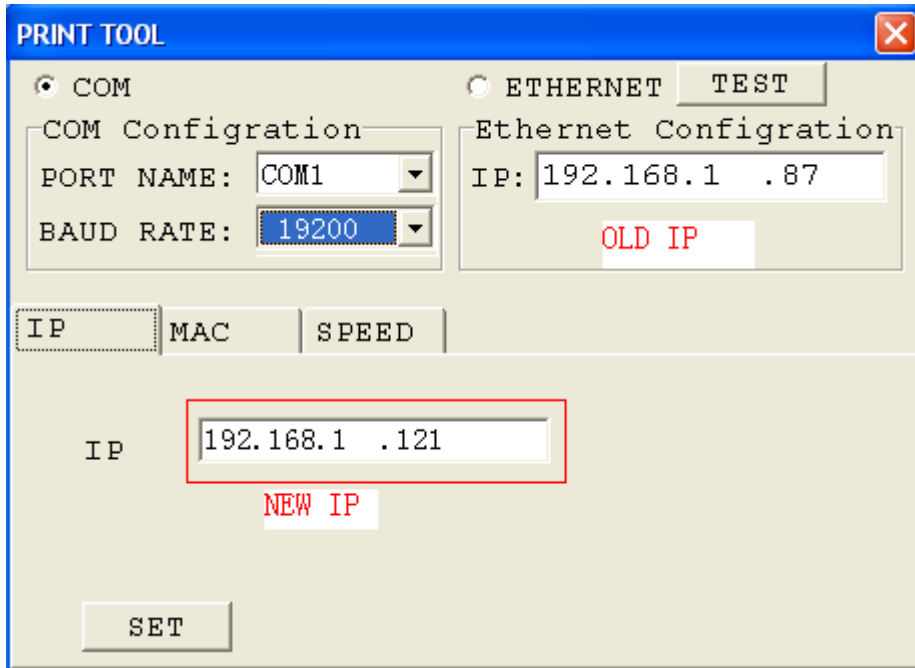 PRINT TOOL
COM
ETHERNET TEST
COM Configration
Ethernet Configration
PORT NAME: COM1
IP: 192.168.1 .87
BAUD RATE: 19200
OLD IP
IP MAC SPEED
IP 192.168.1 .121
NEW IP
SET